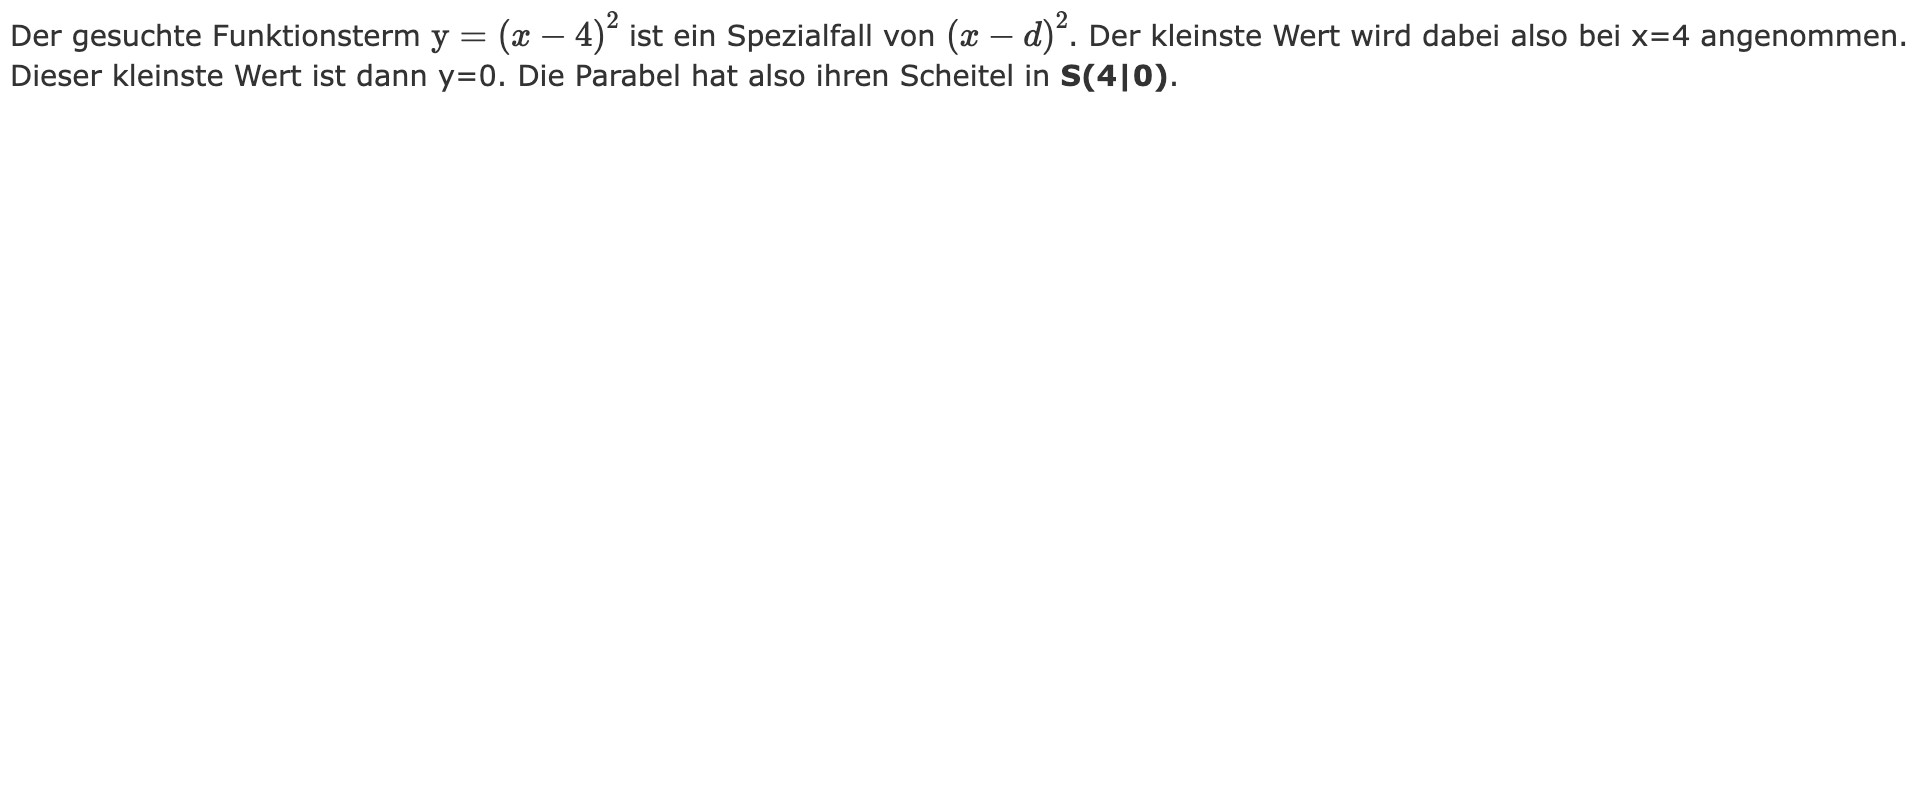 Der gesuchte Funktionsterm y = (x − 4)² ist ein Spezialfall von (x − d)². Der kleinste Wert wird dabei also bei x=4 angenommen.
Dieser kleinste Wert ist dann y=0. Die Parabel hat also ihren Scheitel in S(4|0).